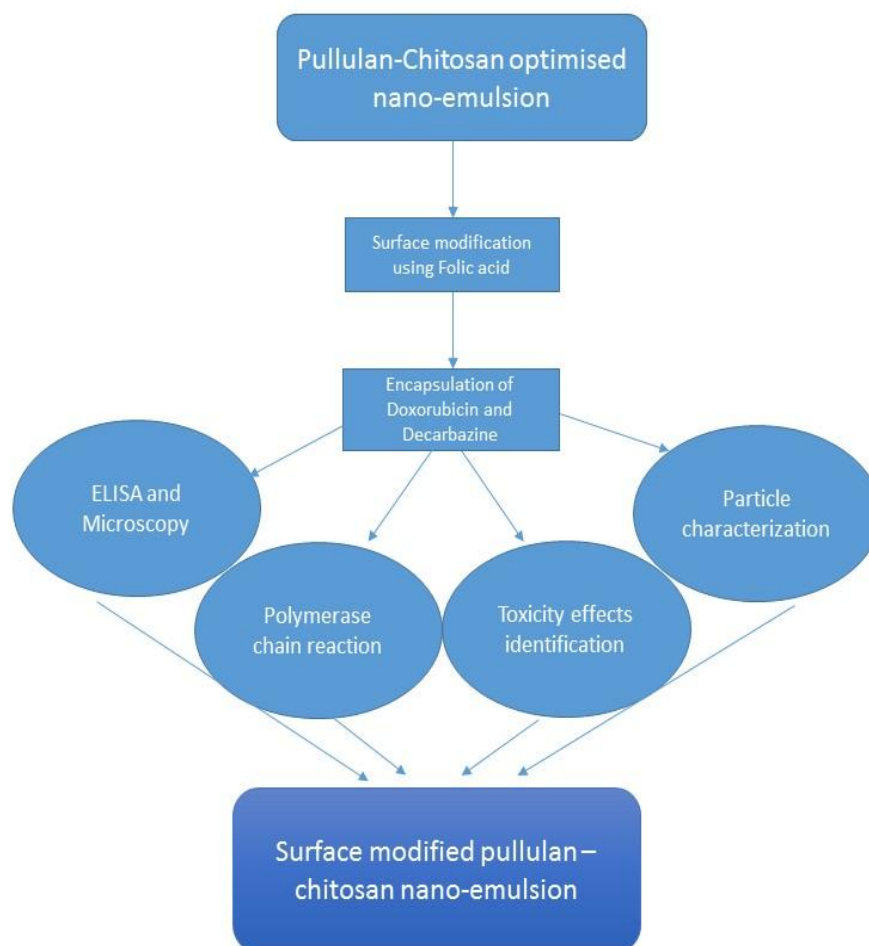 Pullulan-Chitosan optimised
nano-emulsion
Surface modification
using Folic acid
Encapsulation of
Doxorubicin and
Decarbazine
ELISA and
Microscopy
Particle
characterization
Polymerase
chain reaction
Toxicity effects
identification
Surface modified pullulan –
chitosan nano-emulsion